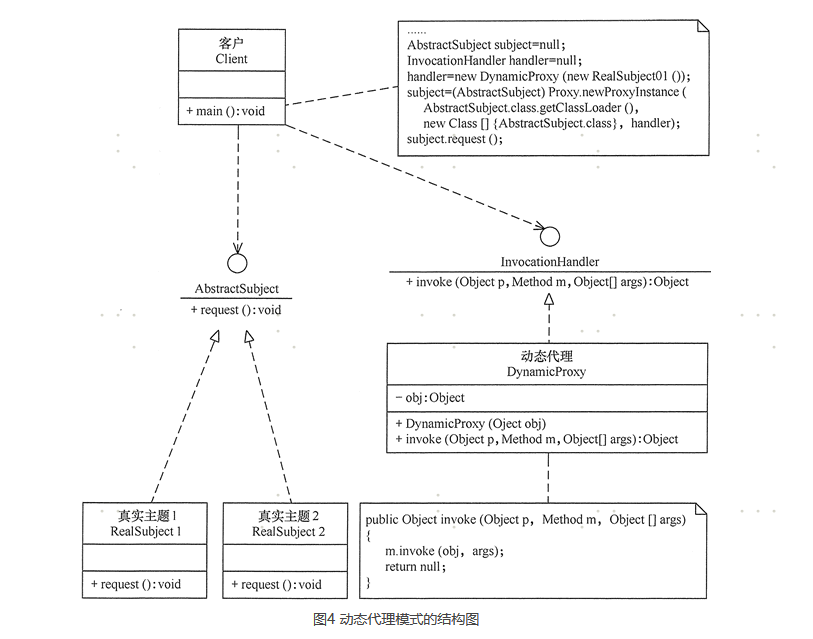 客户
Client
+ main ( ) : void
......
AbstractSubject subject=null;
InvocationHandler handler=null;
handler=new DynamicProxy (new RealSubject01 ( ));
subject=(AbstractSubject) Proxy.newProxyInstance (
AbstractSubject.class.getClassLoader ( ),
new Class [ ] {AbstractSubject.class}, handler);
subject.request ( );
AbstractSubject
+ request ( ) : void
InvocationHandler
+ invoke (Object p, Method m, Object[] args) : Object
动态代理
DynamicProxy
− obj : Object
+ DynamicProxy (Oject obj)
+ invoke (Object p, Method m, Object[] args) : Object
真实主题1
RealSubject 1
+ request ( ) : void
真实主题2
RealSubject 2
+ request ( ) : void
public Object invoke (Object p, Method m, Object [ ] args)
{
m.invoke (obj, args);
return null;
}
图4 动态代理模式的结构图